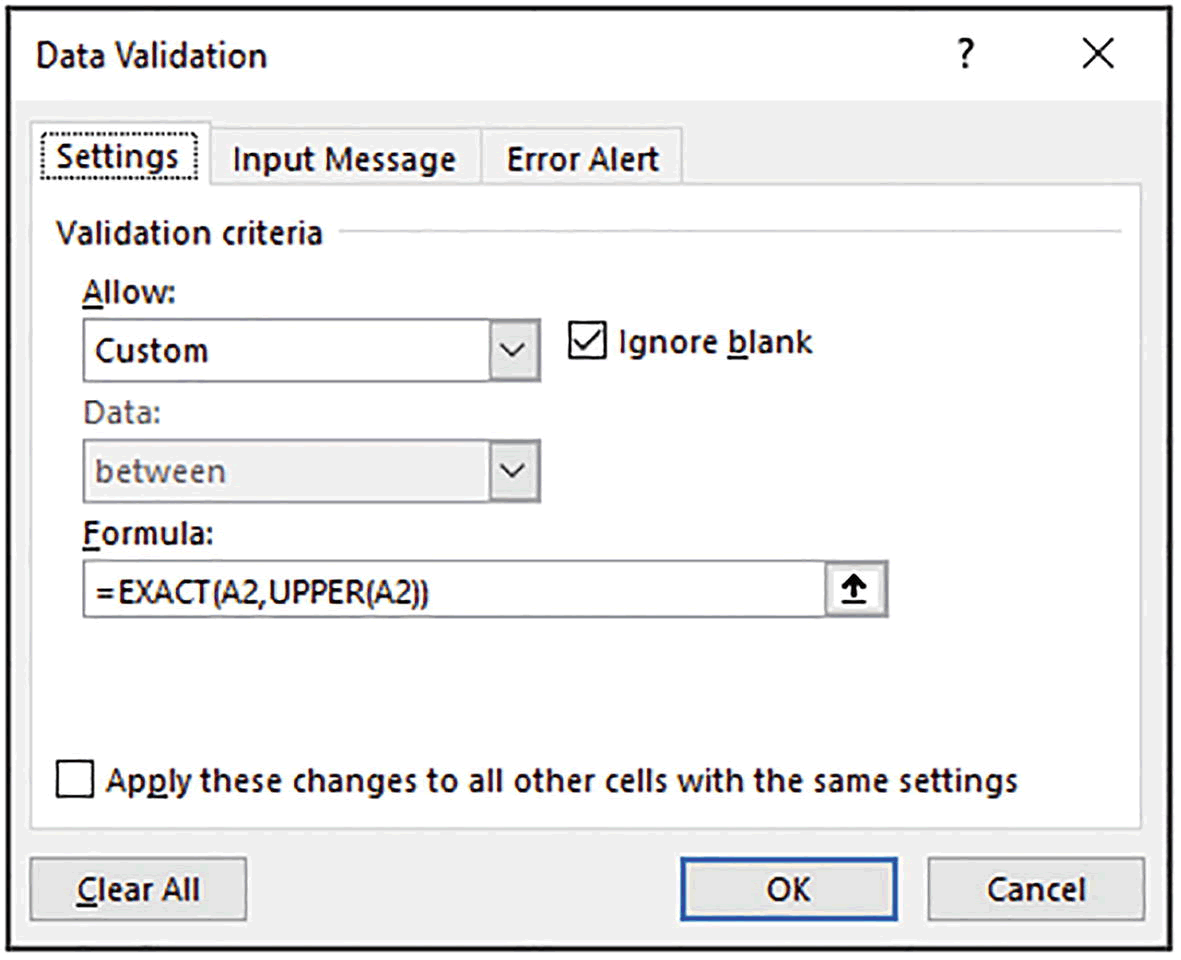 Data Validation ?
Settings Input Message Error Alert
Validation criteria
Allow:
Custom Ignore blank
Data:
between
Formula:
=EXACT(A2,UPPER(A2))
Apply these changes to all other cells with the same settings
Clear All OK Cancel